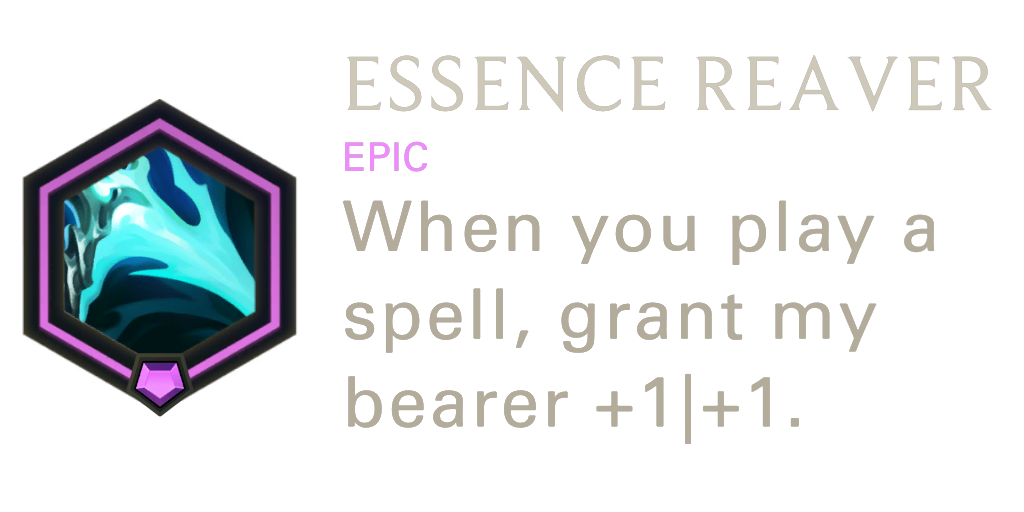 ESSENCE REAVER
EPIC
When you play a
spell, grant my
bearer +1|+1.